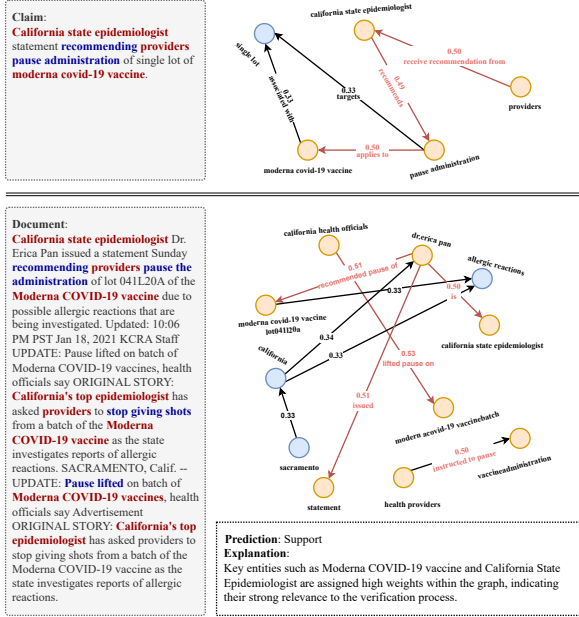 Claim:
California state epidemiologist
statement recommending providers
pause administration of single lot of
moderna covid-19 vaccine.
california state epidemiologist
single lot
0.50
receive recommendation from
0.49
recommends
providers
0.33
targets
0.33
associated with
0.50
applies to
moderna covid-19 vaccine
pause administration
Document:
California state epidemiologist Dr.
Erica Pan issued a statement Sunday
recommending providers pause the
administration of lot 041L20A of the
Moderna COVID-19 vaccine due to
possible allergic reactions that are
being investigated. Updated: 10:06
PM PST Jan 18, 2021 KCRA Staff
UPDATE: Pause lifted on batch of
Moderna COVID-19 vaccines, health
officials say ORIGINAL STORY:
California's top epidemiologist
has asked providers to
stop giving shots
from a batch of the Moderna
COVID-19 vaccine as the state
investigates reports of allergic
reactions. SACRAMENTO, Calif. --
UPDATE: Pause lifted on batch of
Moderna COVID-19 vaccines, health
officials say Advertisement
ORIGINAL STORY: California's top
epidemiologist has asked providers to
stop giving shots from a batch of the
Moderna COVID-19 vaccine as the
state investigates reports of allergic
reactions.
california health officials
dr.erica pan
allergic reactions
0.51
recommended pause of
0.33
0.50
is
moderna covid-19 vaccine
lot041l20a
california state epidemiologist
california
0.34
0.33
0.53
lifted pause on
0.33
0.51
issued
modern acovid-19 vaccinebatch
sacramento
0.50
instructed to pause
vaccineadministration
statement
health providers
Prediction: Support
Explanation:
Key entities such as Moderna COVID-19 vaccine and California State
Epidemiologist are assigned high weights within the graph, indicating
their strong relevance to the verification process.